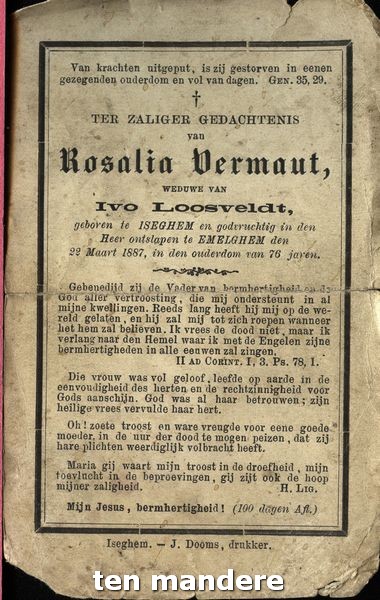 Van krachten uitgeput, is zij gestorven in eenen
gezegenden ouderdom en vol van dagen. GEN. 35, 29.
✝
TER ZALIGER GEDACHTENIS
van
Rosalia Vermaut,
WEDUWE VAN
Ivo Loosveldt,
geboren te ISEGHEM en godvruchtig in den
Heer ontslapen te EMELGHEM den
22 Maart 1887, in den ouderdom van 76 jaren.
Gebenedijd zij de Vader van bermhertigheid en de
God aller vertroosting, die mij ondersteunt in al
mijne kwellingen. Reeds lang heeft hij mij op de we-
reld gelaten, en hij zal mij tot zich roepen wanneer
het hem zal believen. Ik vrees de dood niet, maar ik
verlang naar den Hemel waar ik met de Engelen zijne
bermhertigheden in alle eeuwen zal zingen.
II AD CORINT. I, 3. Ps. 78, 1.
Die vrouw was vol geloof, leefde op aarde in de
eenvoudigheid des herten en de rechtzinnigheid voor
Gods aanschijn. God was al haar betrouwen; zijn
heilige vrees vervulde haar hert.
Oh! zoete troost en ware vreugde voor eene goede
moeder, in de uur der dood te mogen peizen, dat zij
hare plichten weerdiglijk volbracht heeft.
Maria gij waart mijn troost in de droefheid, mijn
toevlucht in de beproevingen, gij zijt ook de hoop
mijner zaligheid. H. LIG.
Mijn Jesus, bermhertigheid! (100 dagen Afl.)
Iseghem. — J. Dooms, drukker.
ten mandere